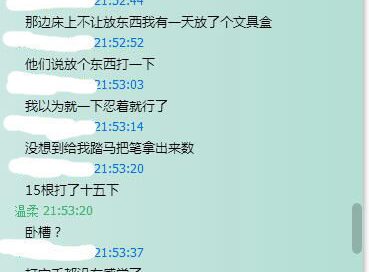 21:52:44
那边床上不让放东西我有一天放了个文具盒
21:52:52
他们说放个东西打一下
21:53:03
我以为就一下忍着就行了
21:53:14
没想到给我踏马把笔拿出来数
21:53:20
15根打了十五下
温柔 21:53:20
卧槽？
21:53:37